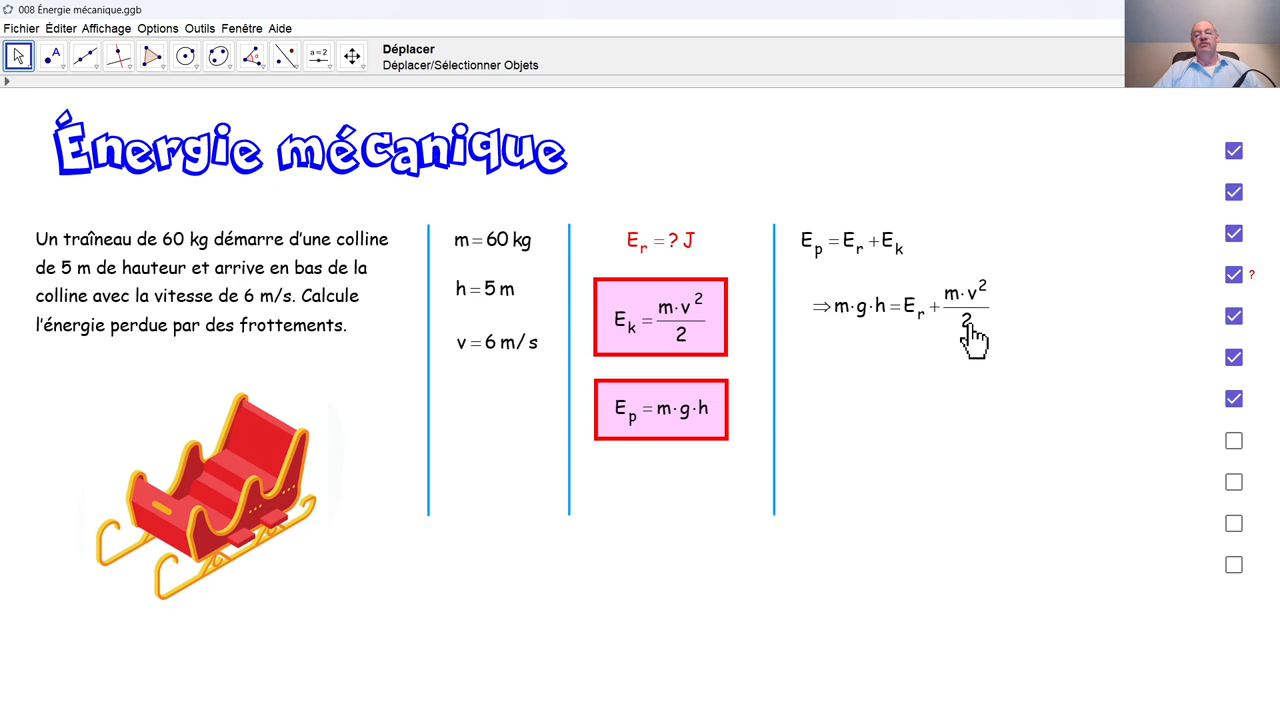 008 Énergie mécanique.ggb
Fichier Éditer Affichage Options Outils Fenêtre Aide
A
a=2
Déplacer
Déplacer/Sélectionner Objets
Énergie mécanique
Un traîneau de 60 kg démarre d'une colline
de 5 m de hauteur et arrive en bas de la
colline avec la vitesse de 6 m/s. Calcule
l'énergie perdue par des frottements.
m = 60 kg
h = 5 m
v = 6 m/s
E_r = ? J
E_k = m·v²/2
E_p = m·g·h
E_p = E_r + E_k
⇒ m·g·h = E_r + m·v²/2
?